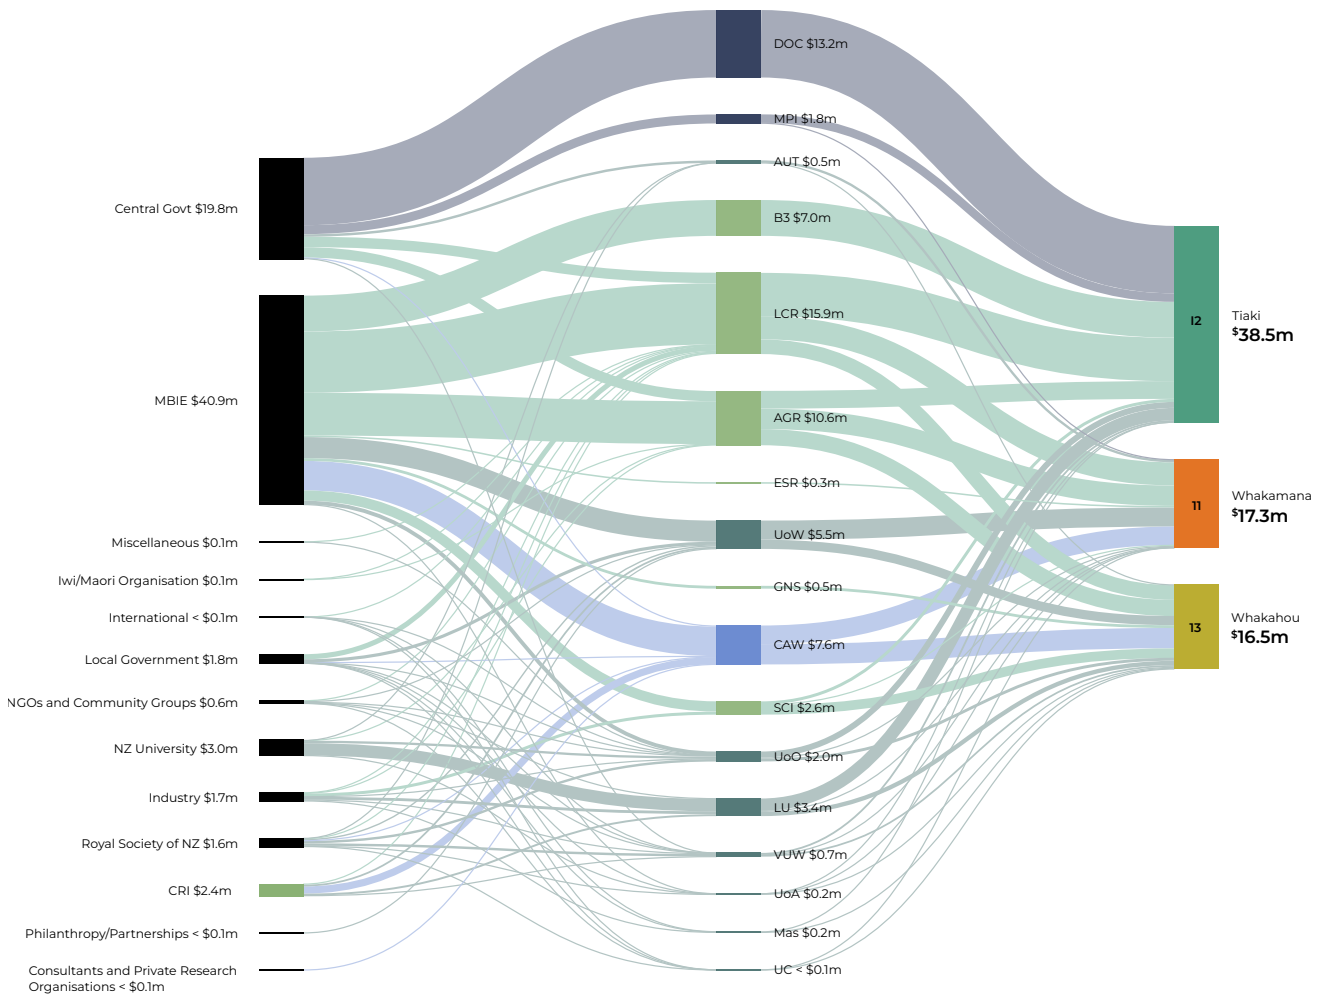 Central Govt $19.8m
MBIE $40.9m
Miscellaneous $0.1m
Iwi/Maori Organisation $0.1m
International < $0.1m
Local Government $1.8m
NGOs and Community Groups $0.6m
NZ University $3.0m
Industry $1.7m
Royal Society of NZ $1.6m
CRI $2.4m
Philanthropy/Partnerships < $0.1m
Consultants and Private Research
Organisations < $0.1m
DOC $13.2m
MPI $1.8m
AUT $0.5m
B3 $7.0m
LCR $15.9m
AGR $10.6m
ESR $0.3m
UoW $5.5m
GNS $0.5m
CAW $7.6m
SCI $2.6m
UoO $2.0m
LU $3.4m
VUW $0.7m
UoA $0.2m
Mas $0.2m
UC < $0.1m
I2
Tiaki
$38.5m
11
Whakamana
$17.3m
13
Whakahou
$16.5m